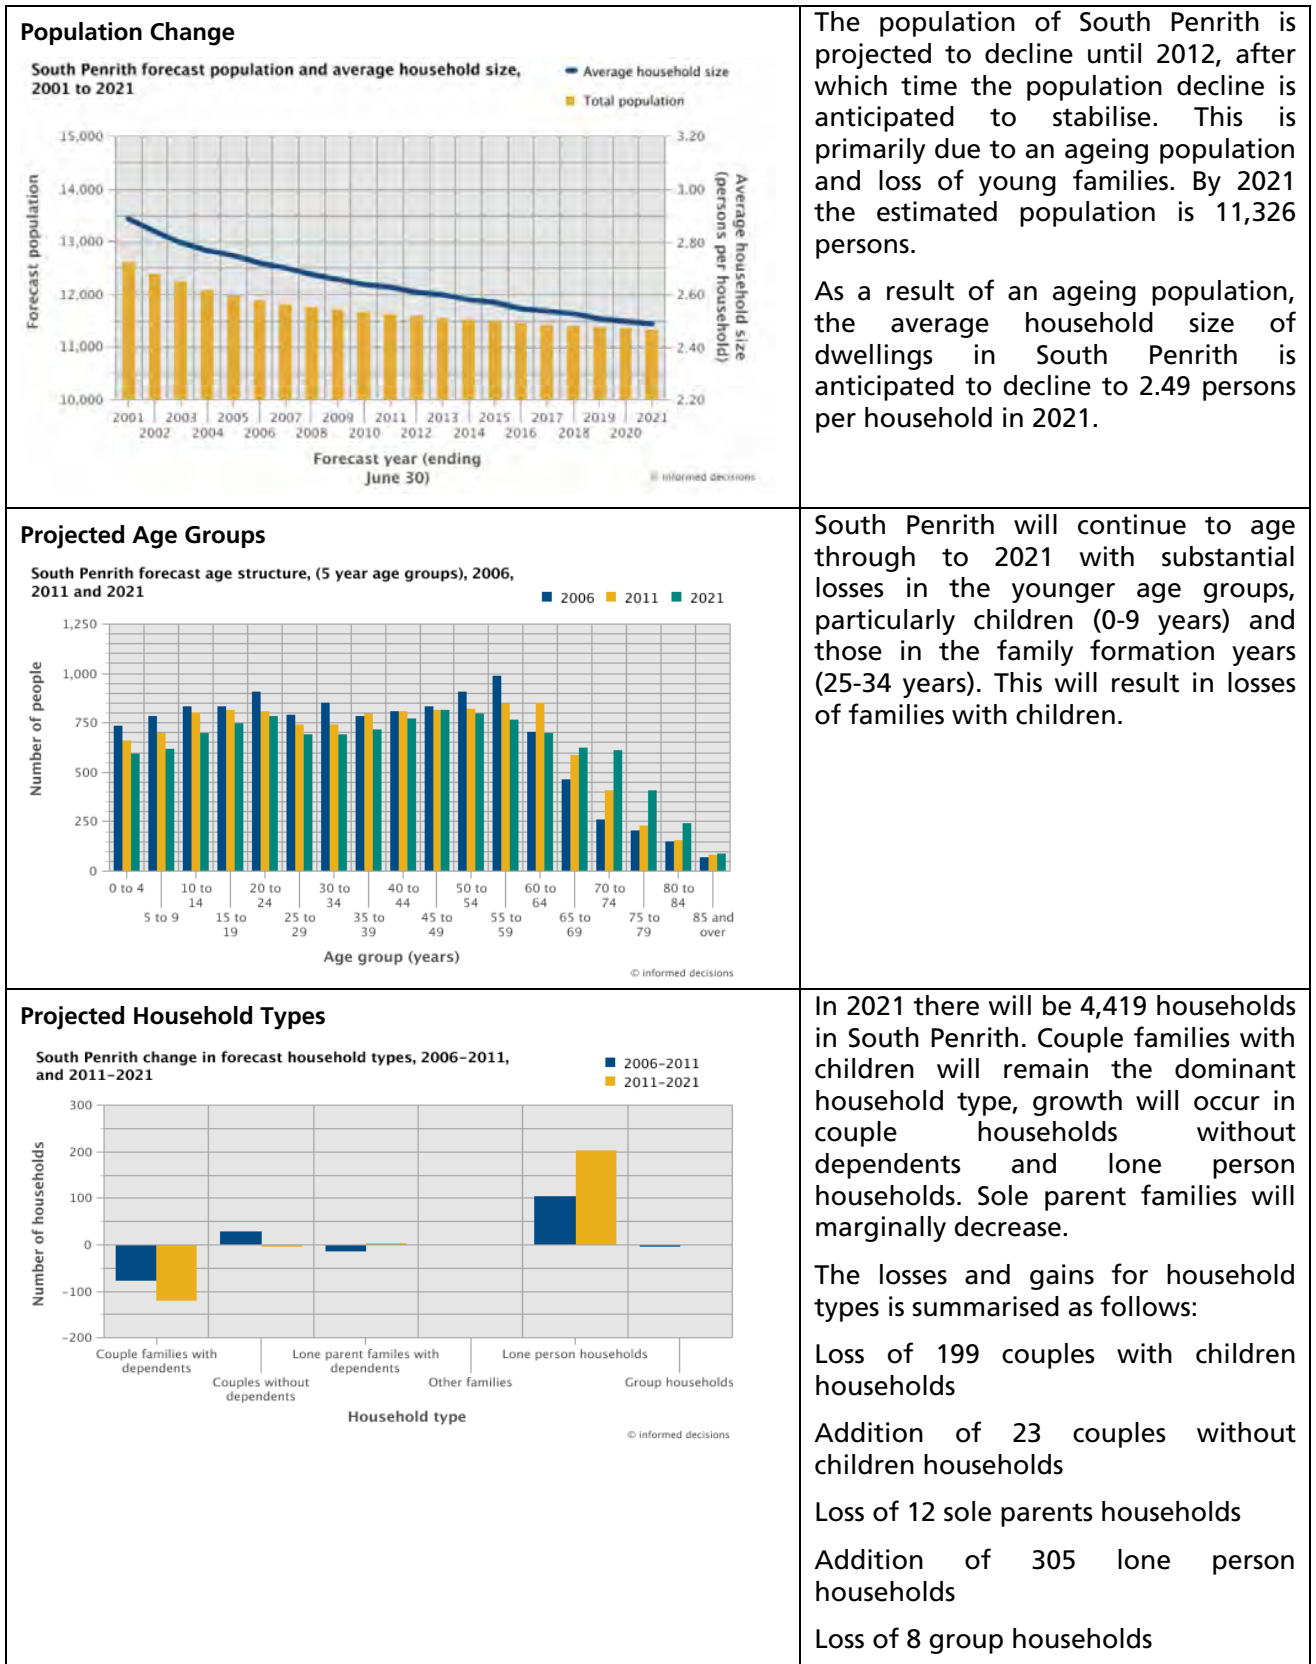 Population Change
South Penrith forecast population and average household size,
2001 to 2021
Average household size
Total population
15,000
14,000
13,000
12,000
11,000
10,000
Forecast population
3.20
3.00
2.80
2.60
2.40
2.20
Average household size
(persons per household)
2001 2003 2005 2007 2009 2011 2013 2015 2017 2019 2021
2002 2004 2006 2008 2010 2012 2014 2016 2018 2020
Forecast year (ending
June 30)
© informed decisions
The population of South Penrith is
projected to decline until 2012, after
which time the population decline is
anticipated to stabilise. This is
primarily due to an ageing population
and loss of young families. By 2021
the estimated population is 11,326
persons.
As a result of an ageing population,
the average household size of
dwellings in South Penrith is
anticipated to decline to 2.49 persons
per household in 2021.
Projected Age Groups
South Penrith forecast age structure, (5 year age groups), 2006,
2011 and 2021
2006 2011 2021
1,250
1,000
750
500
250
0
Number of people
0 to 4 10 to 20 to 30 to 40 to 50 to 60 to 70 to 80 to
14 24 34 44 54 64 74 84
5 to 9 15 to 25 to 35 to 45 to 55 to 65 to 75 to 85 and
19 29 39 49 59 69 79 over
Age group (years)
© informed decisions
South Penrith will continue to age
through to 2021 with substantial
losses in the younger age groups,
particularly children (0-9 years) and
those in the family formation years
(25-34 years). This will result in losses
of families with children.
Projected Household Types
South Penrith change in forecast household types, 2006–2011,
and 2011–2021
2006–2011
2011–2021
300
200
100
0
-100
-200
Number of households
Couple families with Lone parent familes with Lone person households
dependents dependents
Couples without Other families Group households
dependents
Household type
© informed decisions
In 2021 there will be 4,419 households
in South Penrith. Couple families with
children will remain the dominant
household type, growth will occur in
couple households without
dependents and lone person
households. Sole parent families will
marginally decrease.
The losses and gains for household
types is summarised as follows:
Loss of 199 couples with children
households
Addition of 23 couples without
children households
Loss of 12 sole parents households
Addition of 305 lone person
households
Loss of 8 group households